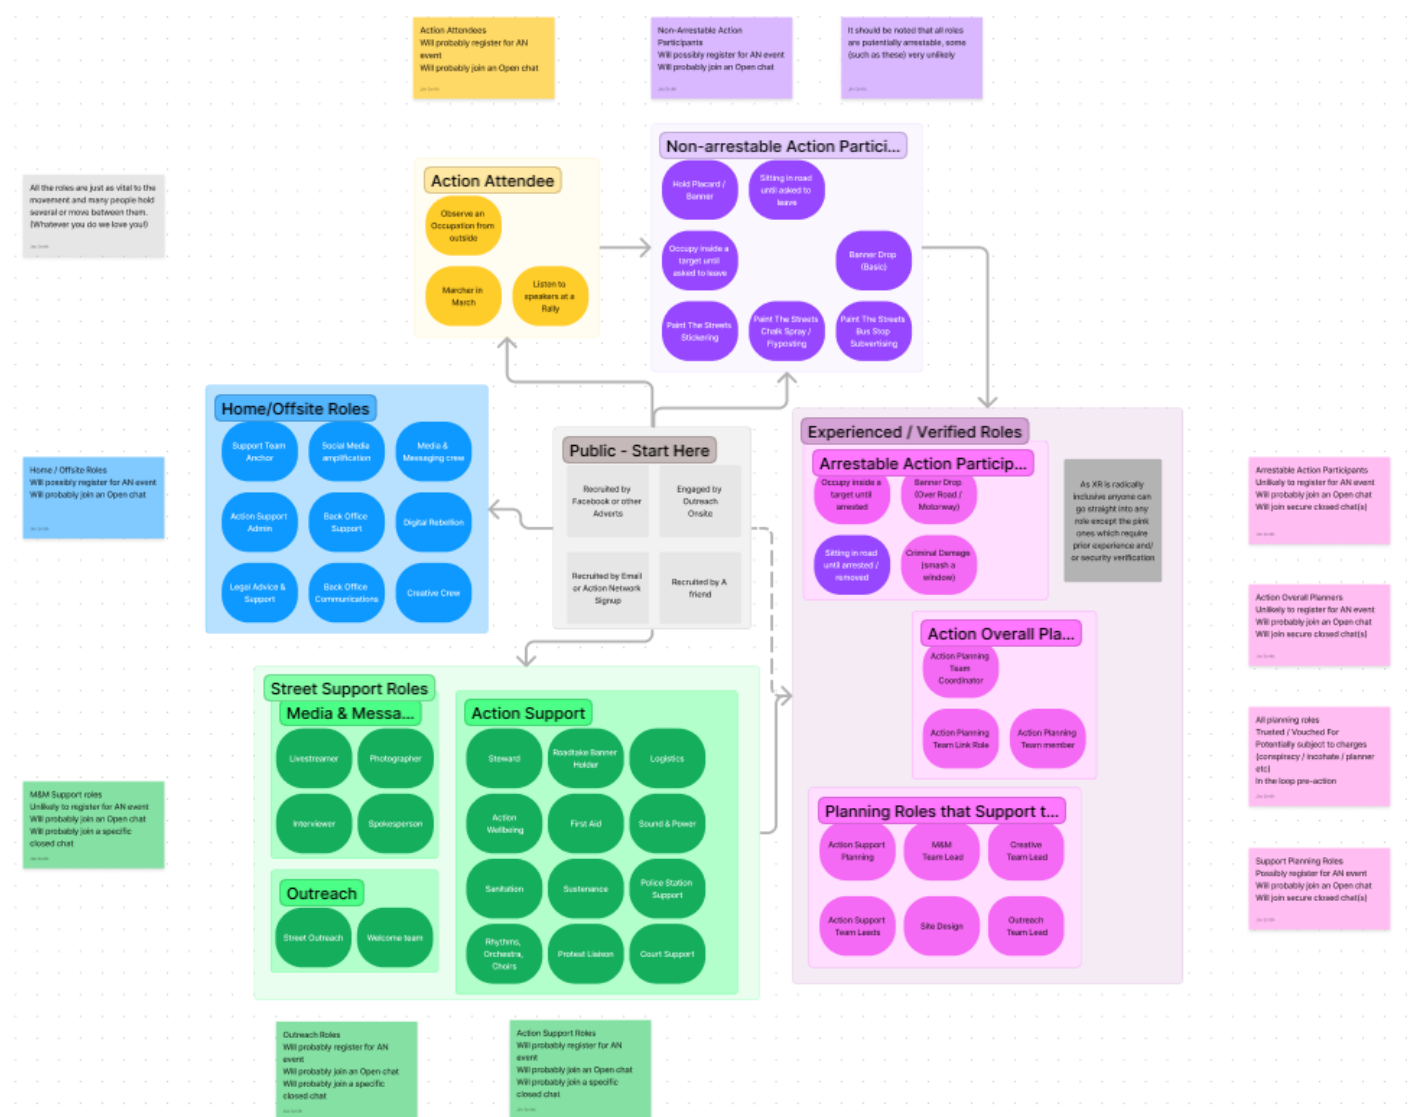 Action Attendees
Will probably register for AN
event
Will probably join an Open chat
Jim Smith
Non-Arrestable Action
Participants
Will possibly register for AN event
Will probably join an Open chat
Jim Smith
It should be noted that all roles
are potentially arrestable, some
(such as these) very unlikely
Jim Smith
All the roles are just as vital to the
movement and many people hold
several or move between them.
(Whatever you do we love you!)
Jim Smith
Action Attendee
Observe an
Occupation from
outside
Marcher in
March
Listen to
speakers at a
Rally
Non-arrestable Action Partici...
Hold Placard /
Banner
Sitting in road
until asked to
leave
Occupy inside a
target until
asked to leave
Banner Drop
(Basic)
Paint The Streets
Stickering
Paint The Streets
Chalk Spray /
Flyposting
Paint The Streets
Bus Stop
Subvertising
Home/Offsite Roles
Support Team
Anchor
Social Media
amplification
Media &
Messaging crew
Action Support
Admin
Back Office
Support
Digital Rebellion
Legal Advice &
Support
Back Office
Communications
Creative Crew
Home / Offsite Roles
Will possibly register for AN event
Will probably join an Open chat
Jim Smith
Public - Start Here
Recruited by
Facebook or other
Adverts
Engaged by
Outreach
Onsite
Recruited by Email
or Action Network
Signup
Recruited by A
friend
Experienced / Verified Roles
Arrestable Action Particip...
Occupy inside a
target until
arrested
Banner Drop
(Over Road /
Motorway)
Sitting in road
until arrested /
removed
Criminal Damage
(smash a
window)
As XR is radically
inclusive anyone can
go straight into any
role except the pink
ones which require
prior experience and/
or security verification
Action Overall Pla...
Action Planning
Team
Coordinator
Action Planning
Team Link Role
Action Planning
Team member
Planning Roles that Support t...
Action Support
Planning
M&M
Team Lead
Creative
Team Lead
Action Support
Team Leads
Site Design
Outreach
Team Lead
Arrestable Action Participants
Unlikely to register for AN event
Will probably join an Open chat
Will join secure closed chat(s)
Jim Smith
Action Overall Planners
Unlikely to register for AN event
Will probably join an Open chat
Will join secure closed chat(s)
Jim Smith
All planning roles
Trusted / Vouched For
Potentially subject to charges
(conspiracy / incohate / planner
etc)
In the loop pre-action
Jim Smith
Support Planning Roles
Possibly register for AN event
Will probably join an Open chat
Will join secure closed chat(s)
Jim Smith
Street Support Roles
Media & Messa...
Livestreamer
Photographer
Interviewer
Spokesperson
Outreach
Street Outreach
Welcome team
Action Support
Steward
Roadtake Banner
Holder
Logistics
Action
Wellbeing
First Aid
Sound & Power
Sanitation
Sustenance
Police Station
Support
Rhythms,
Orchestra,
Choirs
Protest Liaison
Court Support
M&M Support roles
Unlikely to register for AN event
Will probably join an Open chat
Will probably join a specific
closed chat
Jim Smith
Outreach Roles
Will probably register for AN
event
Will probably join an Open chat
Will probably join a specific
closed chat
Jim Smith
Action Support Roles
Will probably register for AN
event
Will probably join an Open chat
Will probably join a specific
closed chat
Jim Smith